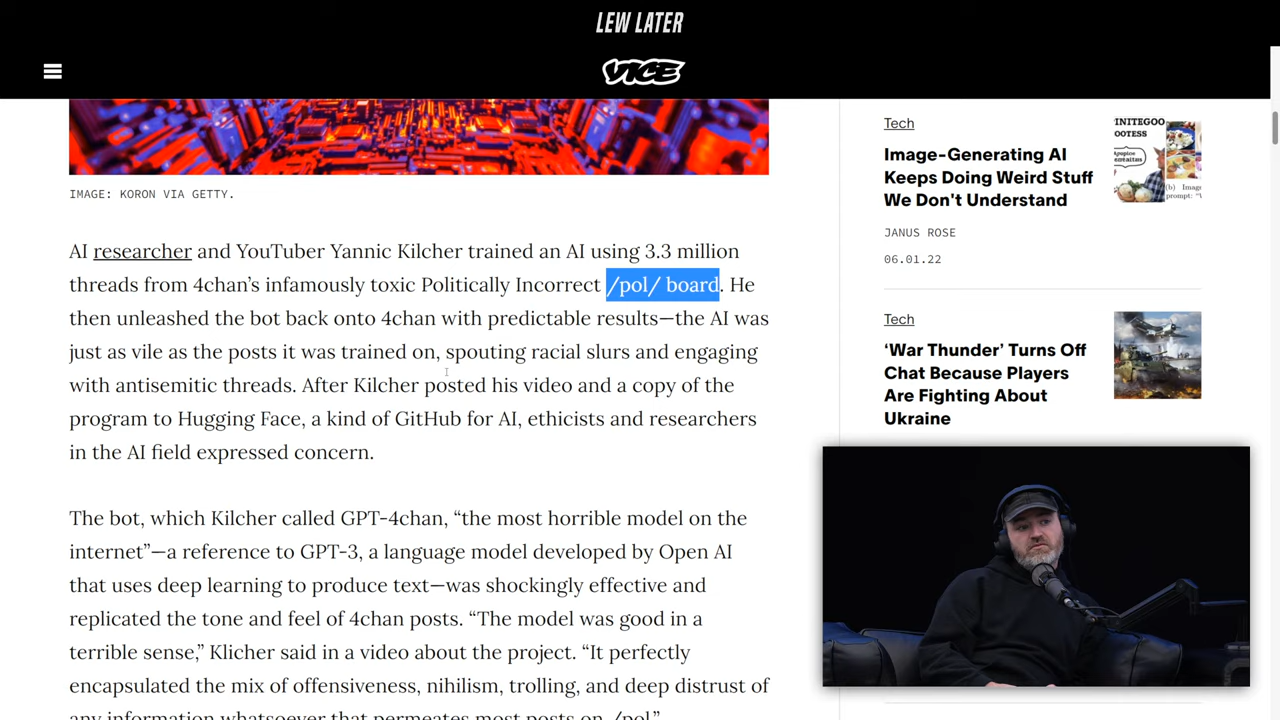 LEW LATER
VICE
IMAGE: KORON VIA GETTY.
AI researcher and YouTuber Yannic Kilcher trained an AI using 3.3 million
threads from 4chan’s infamously toxic Politically Incorrect /pol/ board. He
then unleashed the bot back onto 4chan with predictable results—the AI was
just as vile as the posts it was trained on, spouting racial slurs and engaging
with antisemitic threads. After Kilcher posted his video and a copy of the
program to Hugging Face, a kind of GitHub for AI, ethicists and researchers
in the AI field expressed concern.
The bot, which Kilcher called GPT-4chan, “the most horrible model on the
internet”—a reference to GPT-3, a language model developed by Open AI
that uses deep learning to produce text—was shockingly effective and
replicated the tone and feel of 4chan posts. “The model was good in a
terrible sense,” Klicher said in a video about the project. “It perfectly
encapsulated the mix of offensiveness, nihilism, trolling, and deep distrust of
any information whatsoever that permeates most posts on /pol.”
Tech
Image-Generating AI
Keeps Doing Weird Stuff
We Don't Understand
JANUS ROSE
06.01.22
Tech
‘War Thunder’ Turns Off
Chat Because Players
Are Fighting About
Ukraine